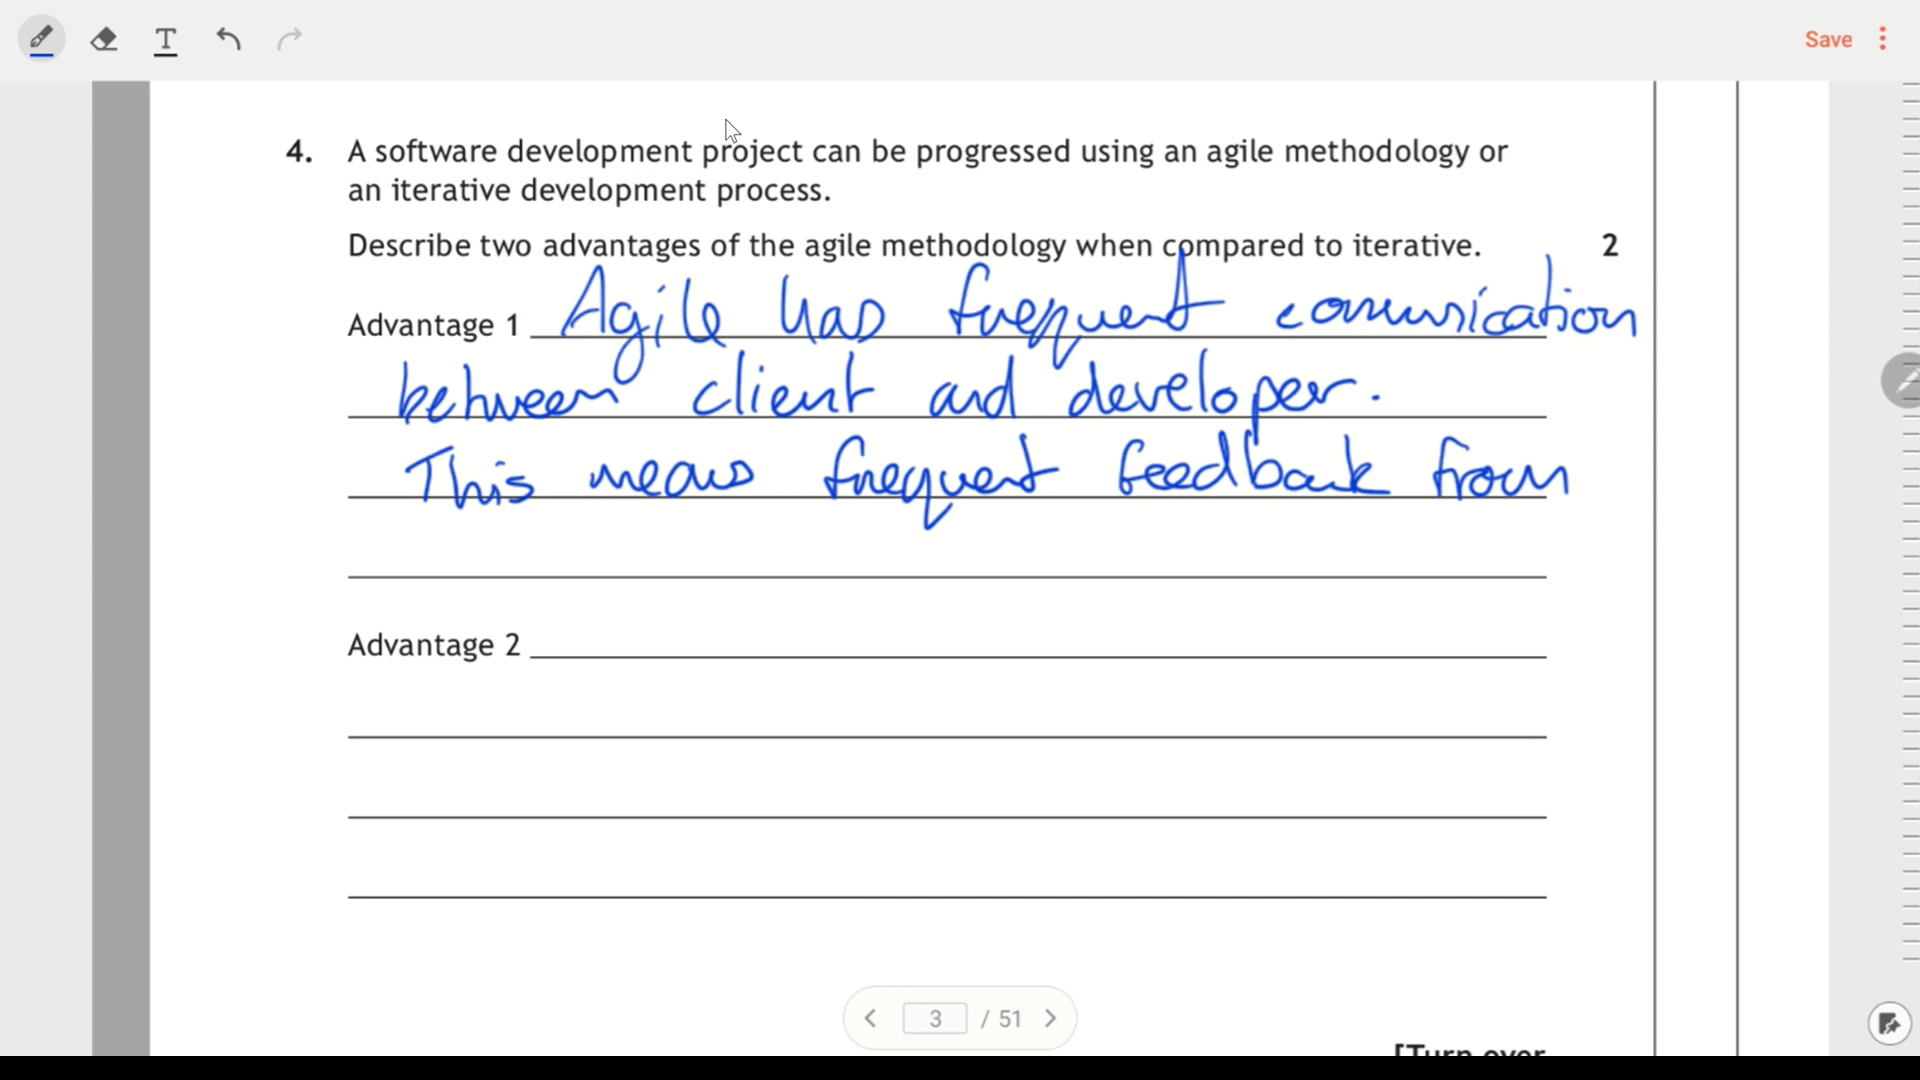 T
Save
4. A software development project can be progressed using an agile methodology or
an iterative development process.
Describe two advantages of the agile methodology when compared to iterative. 2
Advantage 1 Agile has frequent comunication
between client and developer.
This means frequent feedback from
Advantage 2
3 / 51
[Turn over